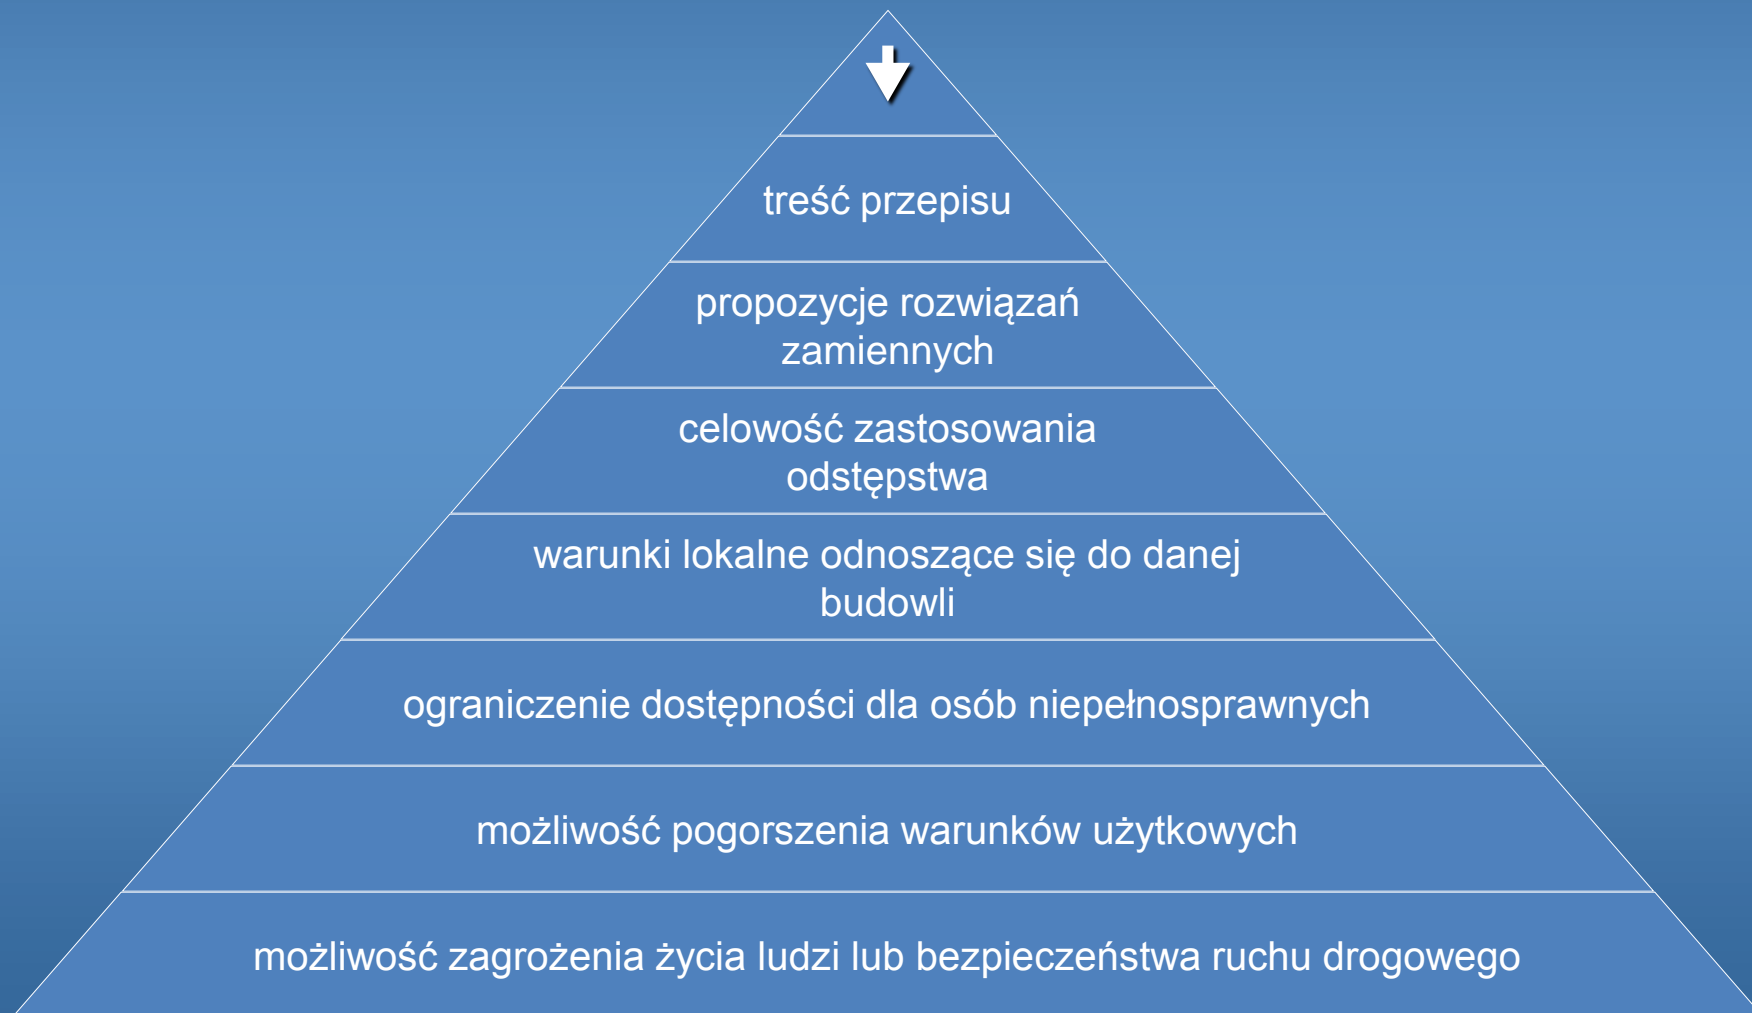 treść przepisu
propozycje rozwiązań
zamiennych
celowość zastosowania
odstępstwa
warunki lokalne odnoszące się do danej
budowli
ograniczenie dostępności dla osób niepełnosprawnych
możliwość pogorszenia warunków użytkowych
możliwość zagrożenia życia ludzi lub bezpieczeństwa ruchu drogowego